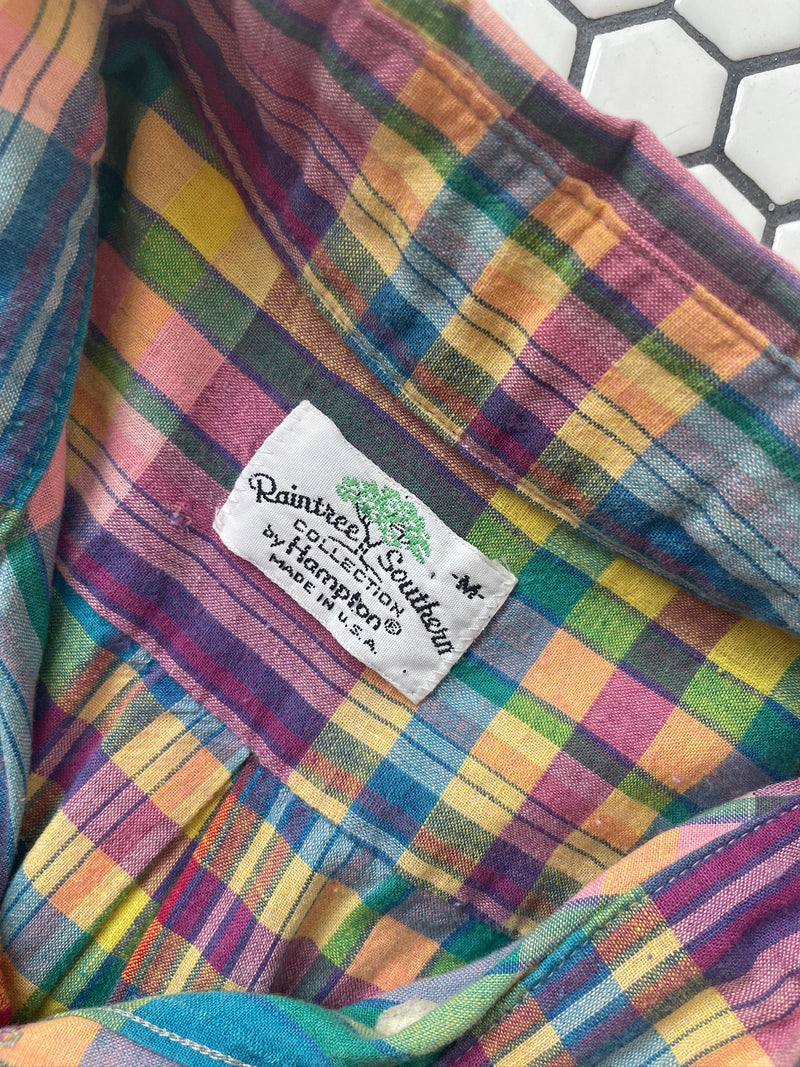 Raintree Southern
COLLECTION
by Hampton®
MADE IN U.S.A.
-M-